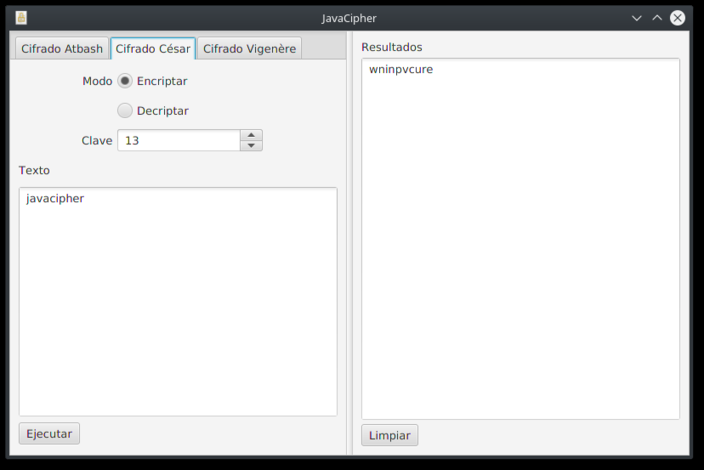 JavaCipher
Cifrado Atbash
Cifrado César
Cifrado Vigenère
Modo
Encriptar
Decriptar
Clave
13
Texto
javacipher
Ejecutar
Resultados
wninpvcure
Limpiar